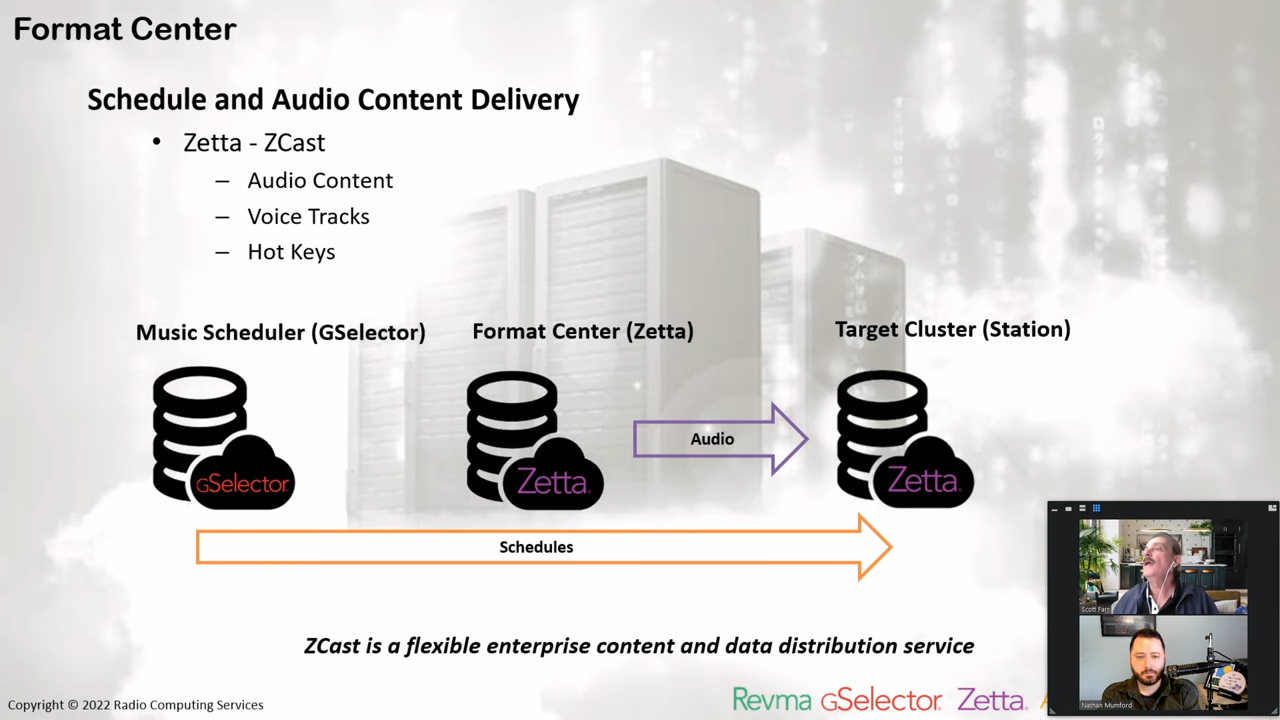 Format Center
Schedule and Audio Content Delivery
• Zetta - ZCast
– Audio Content
– Voice Tracks
– Hot Keys
Music Scheduler (GSelector)
Format Center (Zetta)
Target Cluster (Station)
GSelector
Zetta
Audio
Zetta
Schedules
ZCast is a flexible enterprise content and data distribution service
Scott Farr
Nathan Mumford
Copyright © 2022 Radio Computing Services
Revma GSelector Zetta